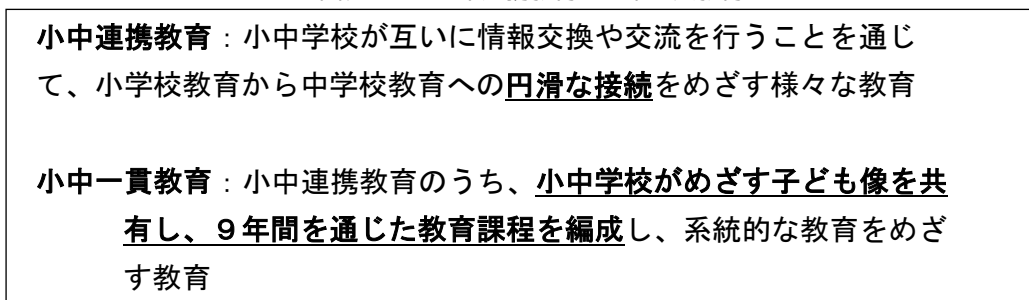 小中連携教育：小中学校が互いに情報交換や交流を行うことを通じ
て、小学校教育から中学校教育への円滑な接続をめざす様々な教育
小中一貫教育：小中連携教育のうち、小中学校がめざす子ども像を共
有し、９年間を通じた教育課程を編成し、系統的な教育をめざ
す教育